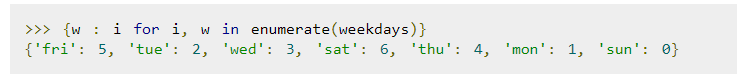 >>> {w : i for i, w in enumerate(weekdays)}
{'fri': 5, 'tue': 2, 'wed': 3, 'sat': 6, 'thu': 4, 'mon': 1, 'sun': 0}